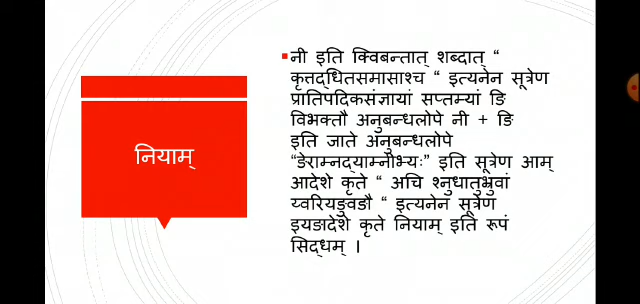 नियाम्
नी इति क्विबन्तात् शब्दात् “
कृत्तद्धितसमासाश्च “ इत्यनेन सूत्रेण
प्रातिपदिकसंज्ञायां सप्तम्यां ङि
विभक्तौ अनुबन्धलोपे नी + ङि
इति जाते अनुबन्धलोपे
“ङेराम्नद्याम्नीभ्यः” इति सूत्रेण आम्
आदेशे कृते “ अचि श्नुधातुभ्रुवां
य्वोरियङुवङौ “ इत्यनेन सूत्रेण
इयङादेशे कृते नियाम् इति रूपं
सिद्धम् ।